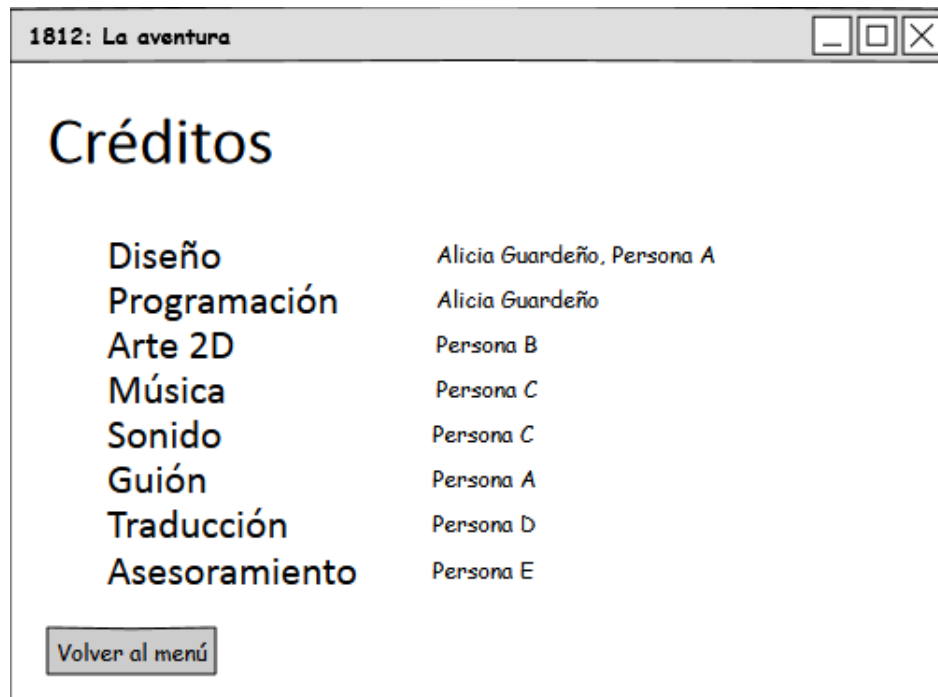 1812: La aventura
Créditos
Diseño Alicia Guardeño, Persona A
Programación Alicia Guardeño
Arte 2D Persona B
Música Persona C
Sonido Persona C
Guión Persona A
Traducción Persona D
Asesoramiento Persona E
Volver al menú